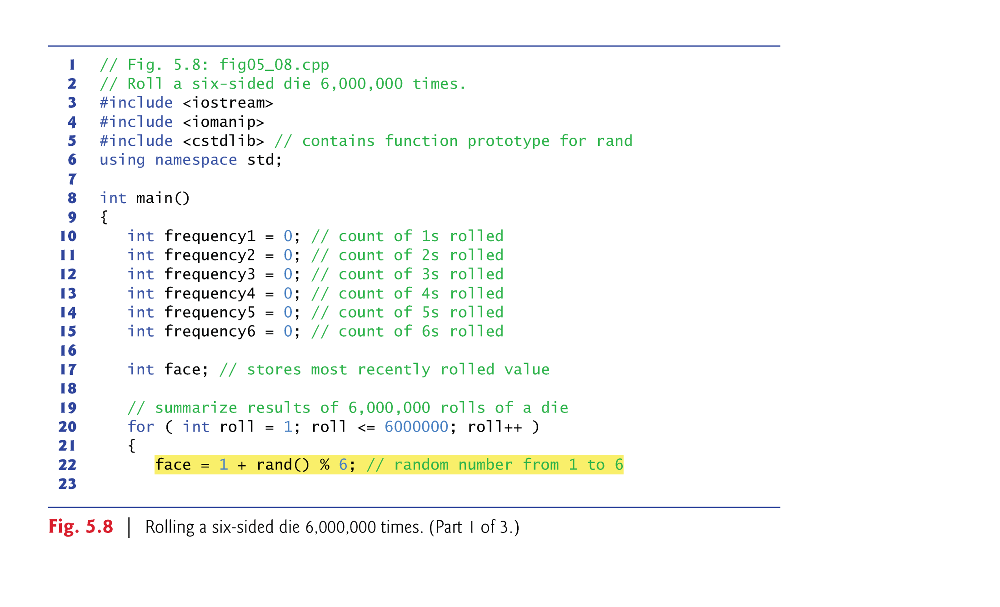 1 // Fig. 5.8: fig05_08.cpp
2 // Roll a six-sided die 6,000,000 times.
3 #include <iostream>
4 #include <iomanip>
5 #include <cstdlib> // contains function prototype for rand
6 using namespace std;
7
8 int main()
9 {
10 int frequency1 = 0; // count of 1s rolled
11 int frequency2 = 0; // count of 2s rolled
12 int frequency3 = 0; // count of 3s rolled
13 int frequency4 = 0; // count of 4s rolled
14 int frequency5 = 0; // count of 5s rolled
15 int frequency6 = 0; // count of 6s rolled
16
17 int face; // stores most recently rolled value
18
19 // summarize results of 6,000,000 rolls of a die
20 for ( int roll = 1; roll <= 6000000; roll++ )
21 {
22 face = 1 + rand() % 6; // random number from 1 to 6
23
Fig. 5.8 | Rolling a six-sided die 6,000,000 times. (Part 1 of 3.)